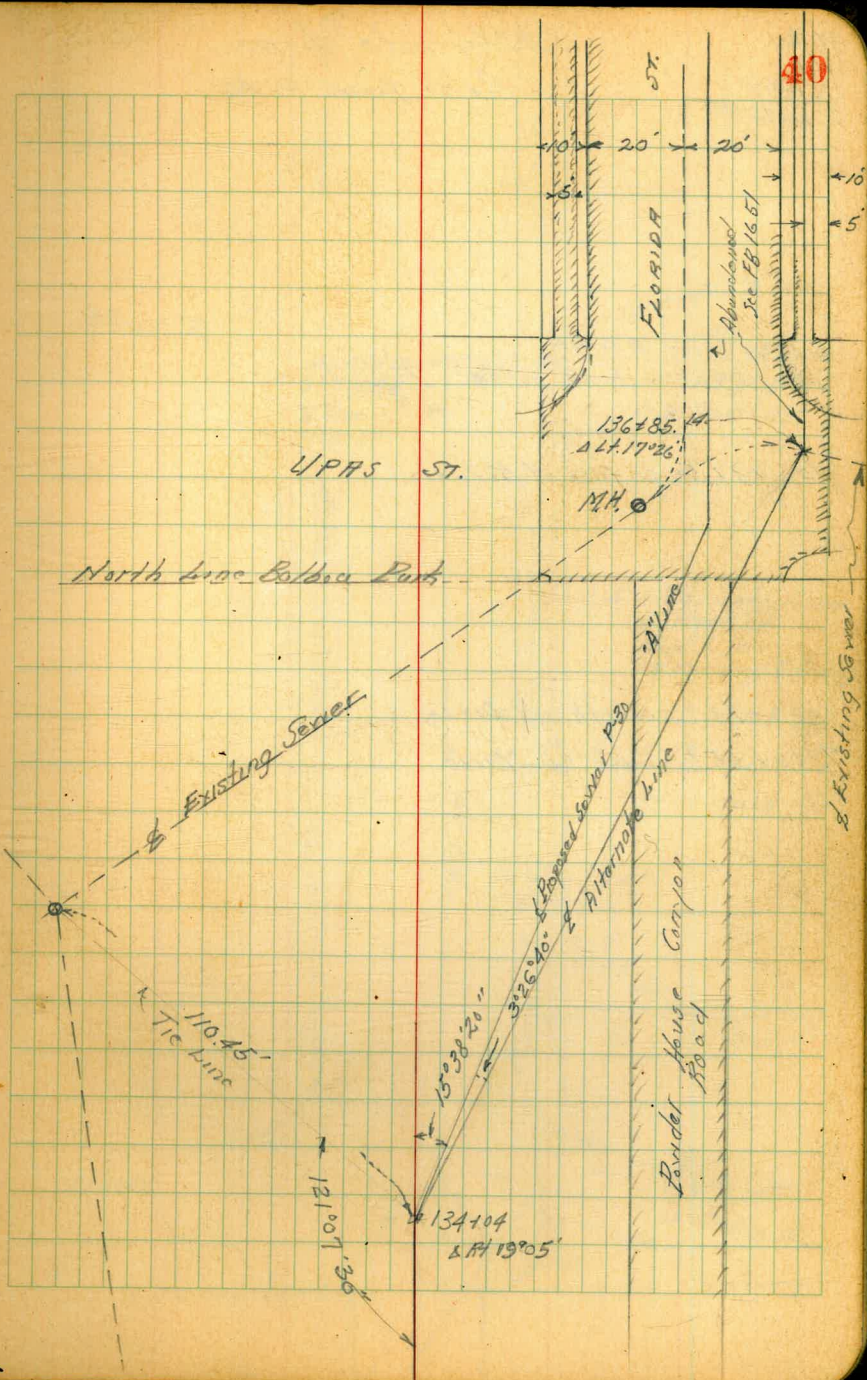 40
10'
5'
20'
20'
10'
5'
FLORIDA ST.
Abandoned
See FB 1651
136+85.14
Δ Lt. 17°26'
UPAS ST.
M.H.
North Line Balboa Park
"A" Line
℄ Existing Sewer
℄ Existing Sewer
℄ Proposed Sewer P-30
℄ Alternate Line
3°26'40"
15°38'20"
Powder House Canyon
Road
110.45'
Tie Line
121°07'36"
134+04
Δ Rt 19°05'